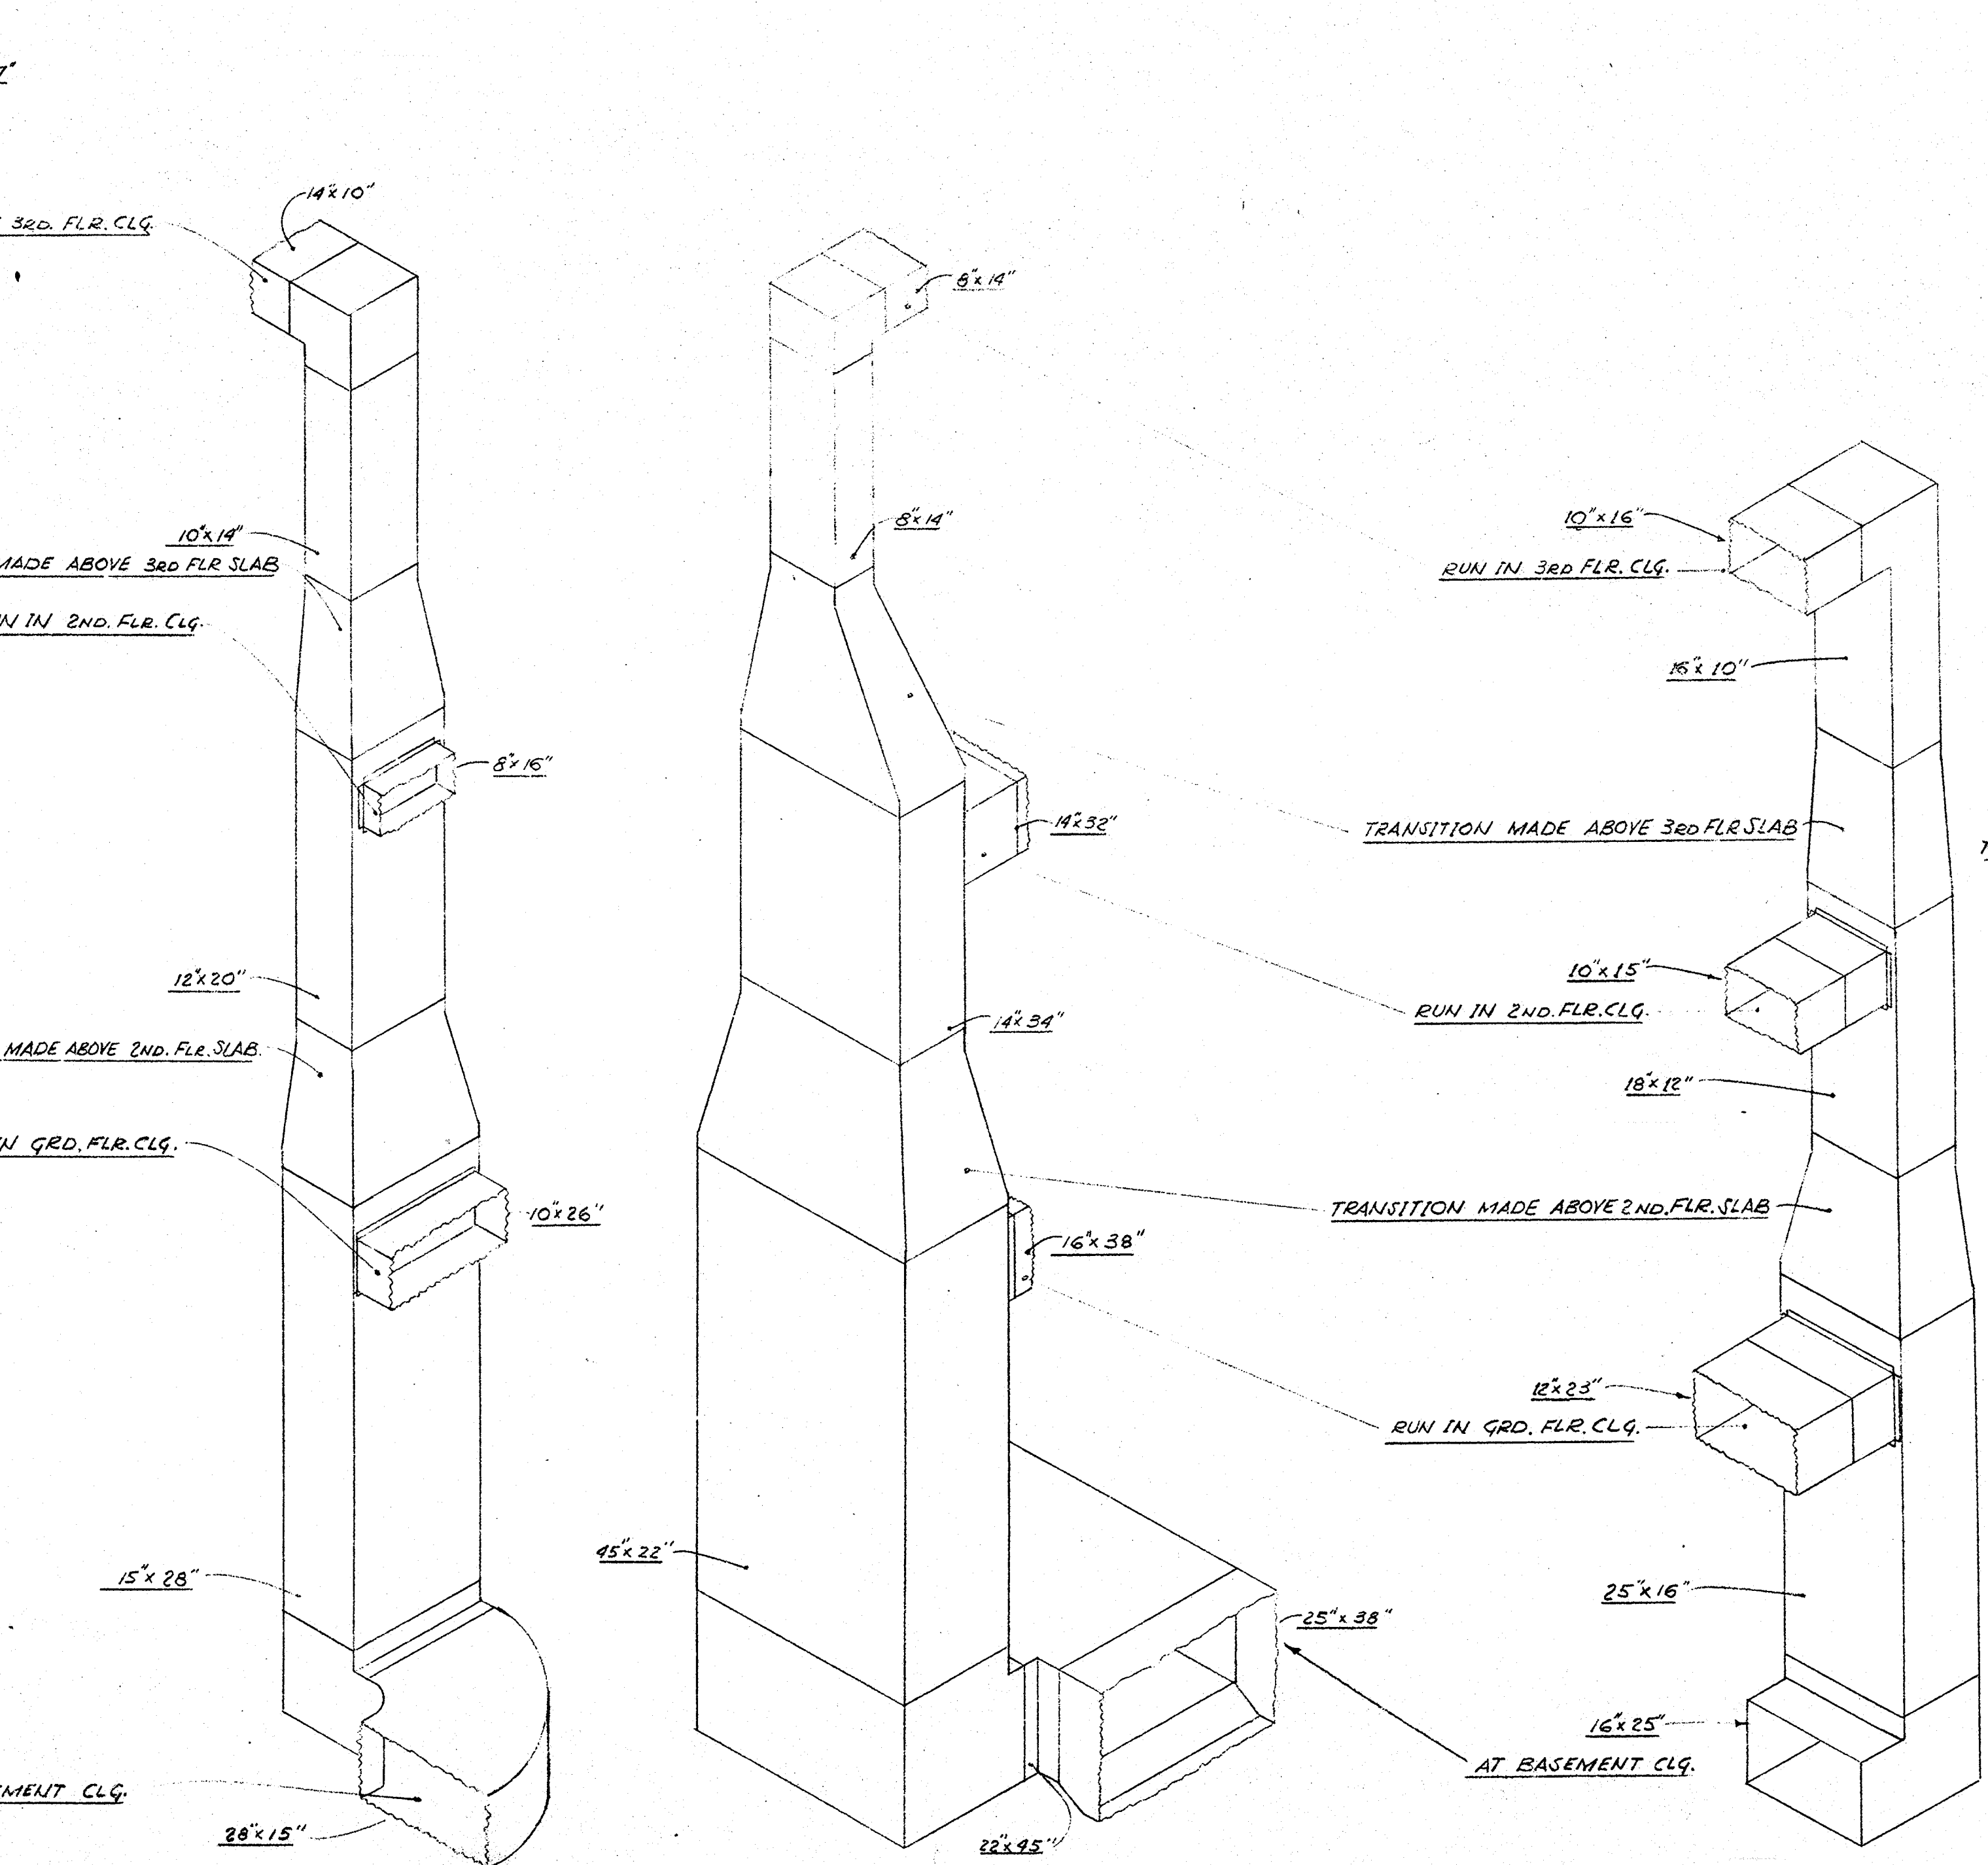 14"x10"
3RD. FLR. CLG.
10"x14"
MADE ABOVE 3RD FLR SLAB
IN 2ND. FLR. CLG.
8"x16"
12"x20"
MADE ABOVE 2ND. FLR. SLAB.
GRD. FLR. CLG.
10"x26"
15"x28"
CLG.
28"x15"
8"x14"
8"x14"
14"x32"
14"x34"
16"x38"
45"x22"
25"x38"
22"x45"
AT BASEMENT CLG.
10"x16"
RUN IN 3RD FLR. CLG.
16"x10"
TRANSITION MADE ABOVE 3RD FLR SLAB
10"x15"
RUN IN 2ND. FLR. CLG.
18"x12"
TRANSITION MADE ABOVE 2ND. FLR. SLAB
12"x23"
RUN IN GRD. FLR. CLG.
25"x16"
16"x25"